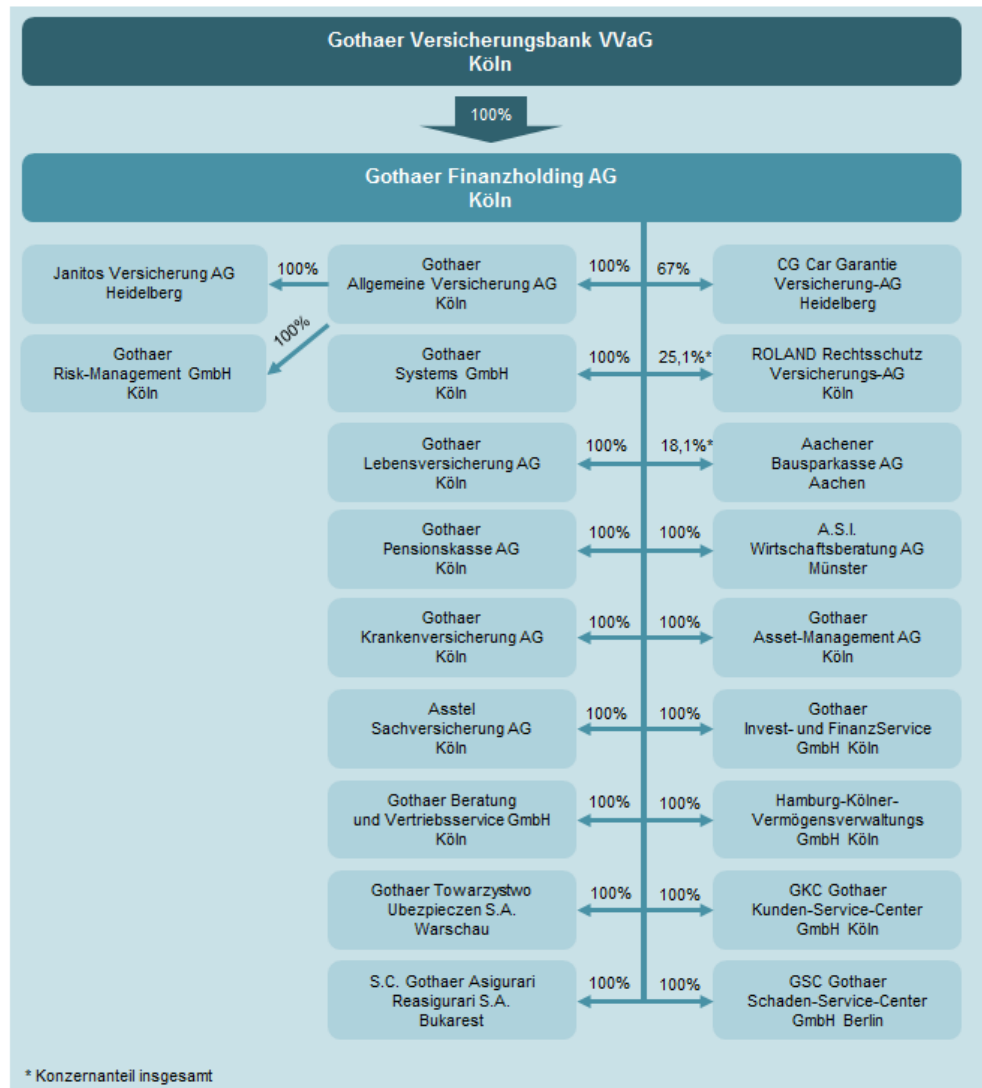 Gothaer Versicherungsbank VVaG
Köln
100%
Gothaer Finanzholding AG
Köln
Janitos Versicherung AG
Heidelberg
100%
Gothaer
Allgemeine Versicherung AG
Köln
100%
67%
CG Car Garantie
Versicherung-AG
Heidelberg
100%
Gothaer
Risk-Management GmbH
Köln
Gothaer
Systems GmbH
Köln
100%
25,1%*
ROLAND Rechtsschutz
Versicherungs-AG
Köln
Gothaer
Lebensversicherung AG
Köln
100%
18,1%*
Aachener
Bausparkasse AG
Aachen
Gothaer
Pensionskasse AG
Köln
100%
100%
A.S.I.
Wirtschaftsberatung AG
Münster
Gothaer
Krankenversicherung AG
Köln
100%
100%
Gothaer
Asset-Management AG
Köln
Asstel
Sachversicherung AG
Köln
100%
100%
Gothaer
Invest- und FinanzService
GmbH Köln
Gothaer Beratung
und Vertriebsservice GmbH
Köln
100%
100%
Hamburg-Kölner-
Vermögensverwaltungs
GmbH Köln
Gothaer Towarzystwo
Ubezpieczen S.A.
Warschau
100%
100%
GKC Gothaer
Kunden-Service-Center
GmbH Köln
S.C. Gothaer Asigurari
Reasigurari S.A.
Bukarest
100%
100%
GSC Gothaer
Schaden-Service-Center
GmbH Berlin
* Konzernanteil insgesamt